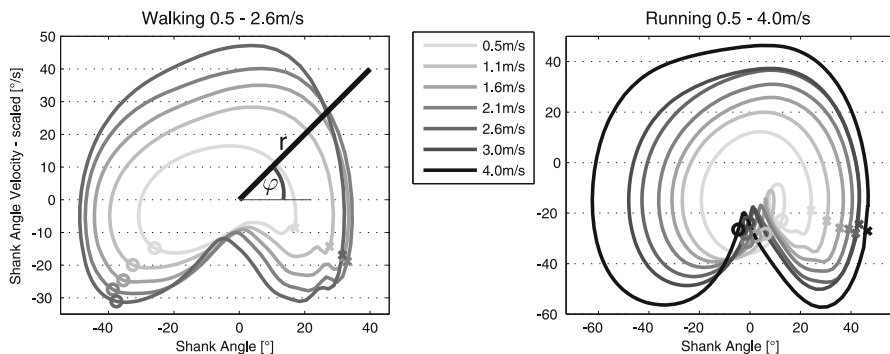 Walking 0.5 - 2.6m/s
Shank Angle Velocity - scaled [°/s]
50
40
30
20
10
0
-10
-20
-30
r
φ
-40
-20
0
20
40
Shank Angle [°]
0.5m/s
1.1m/s
1.6m/s
2.1m/s
2.6m/s
3.0m/s
4.0m/s
Running 0.5 - 4.0m/s
40
20
0
-20
-40
-60
-60
-40
-20
0
20
40
Shank Angle [°]